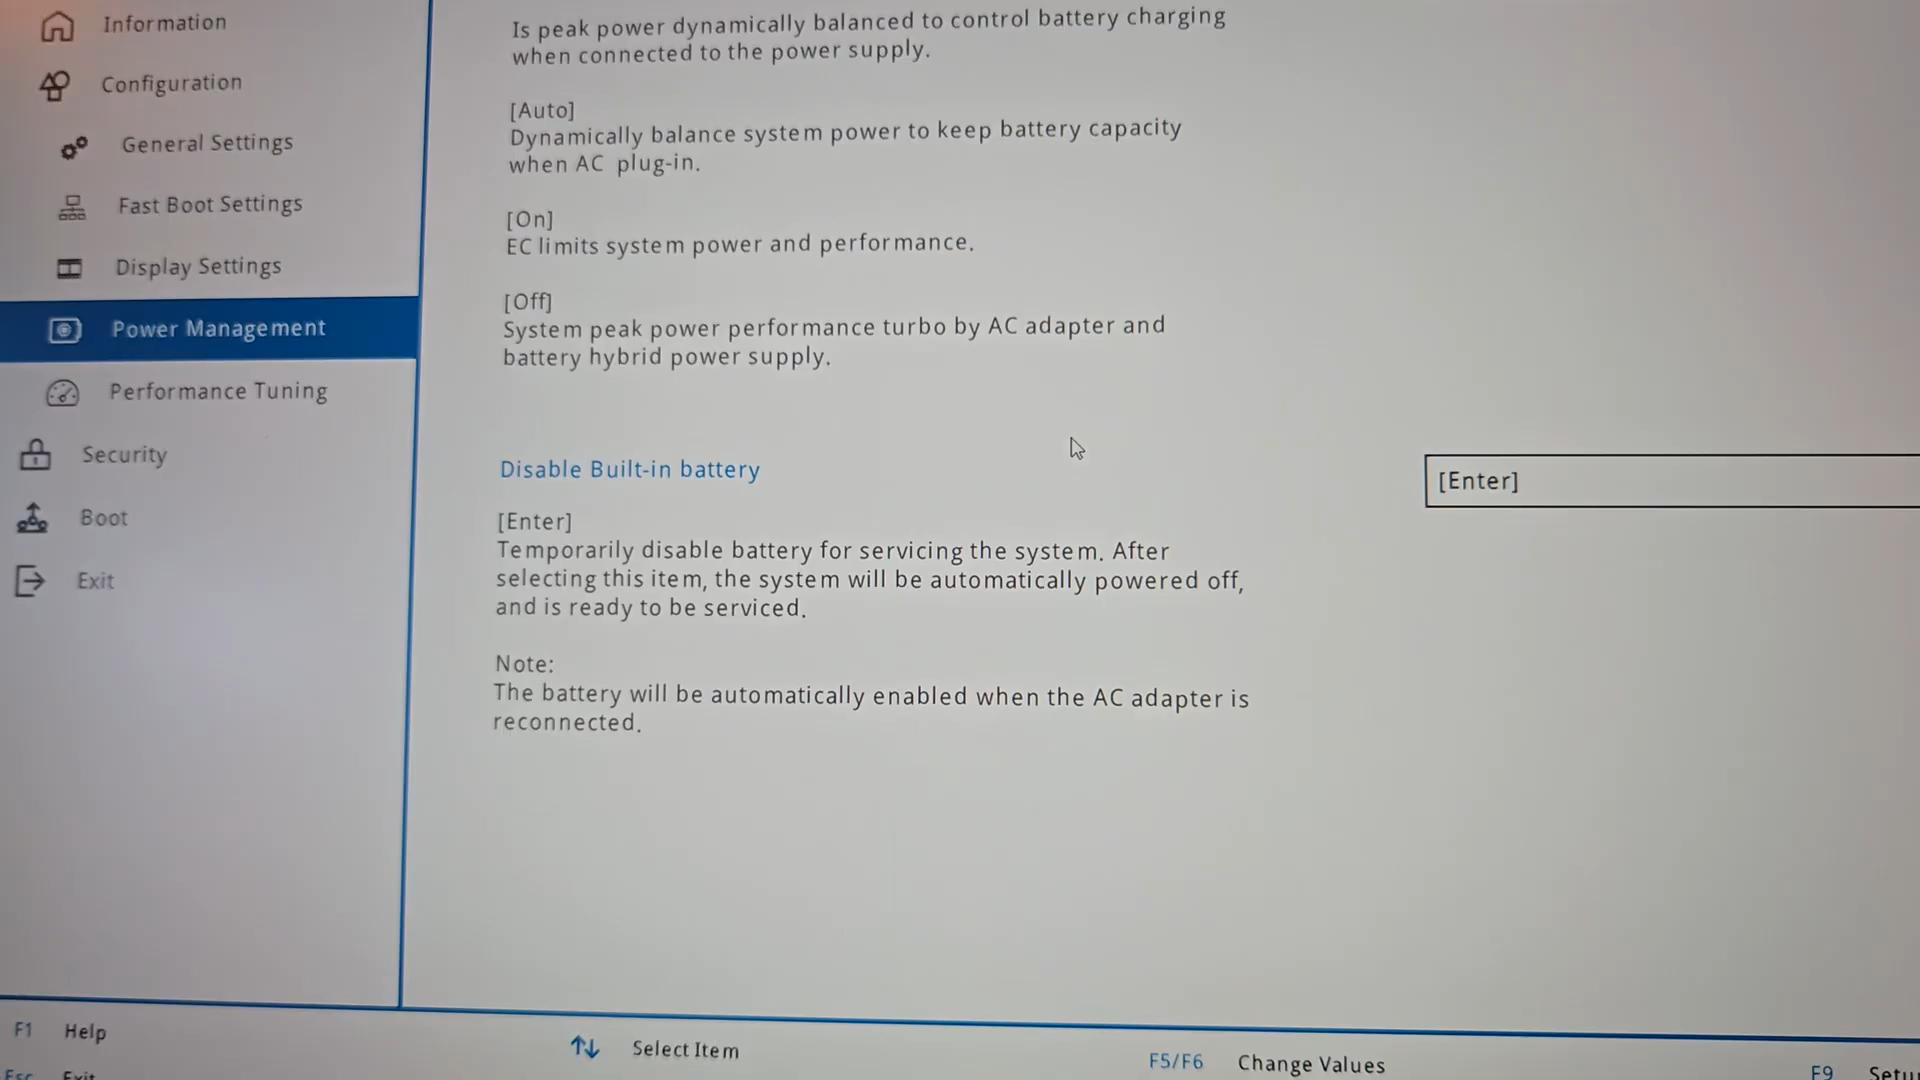 Information
Configuration
General Settings
Fast Boot Settings
Display Settings
Power Management
Performance Tuning
Security
Boot
Exit
Is peak power dynamically balanced to control battery charging
when connected to the power supply.
[Auto]
Dynamically balance system power to keep battery capacity
when AC plug-in.
[On]
EC limits system power and performance.
[Off]
System peak power performance turbo by AC adapter and
battery hybrid power supply.
Disable Built-in battery
[Enter]
[Enter]
Temporarily disable battery for servicing the system. After
selecting this item, the system will be automatically powered off,
and is ready to be serviced.
Note:
The battery will be automatically enabled when the AC adapter is
reconnected.
F1 Help
Select Item
F5/F6 Change Values
F9 Setu
Esc Exit